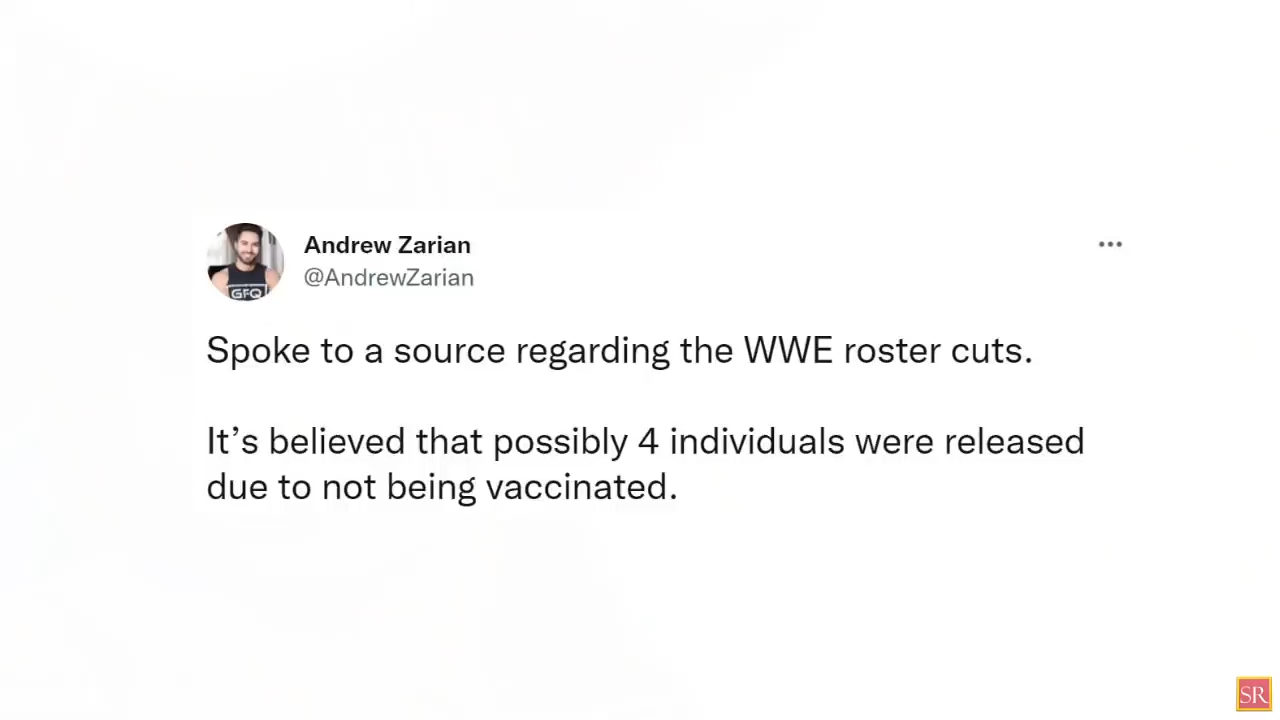 Andrew Zarian
@AndrewZarian
GFQ
Spoke to a source regarding the WWE roster cuts.
It’s believed that possibly 4 individuals were released
due to not being vaccinated.
SR